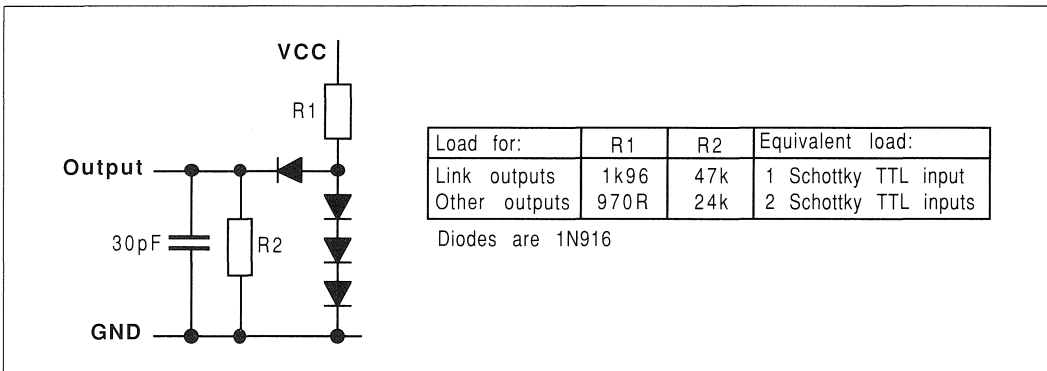 VCC
R1
Output
30pF
R2
GND
Load for: R1 R2 Equivalent load:
Link outputs 1k96 47k 1 Schottky TTL input
Other outputs 970R 24k 2 Schottky TTL inputs
Diodes are 1N916